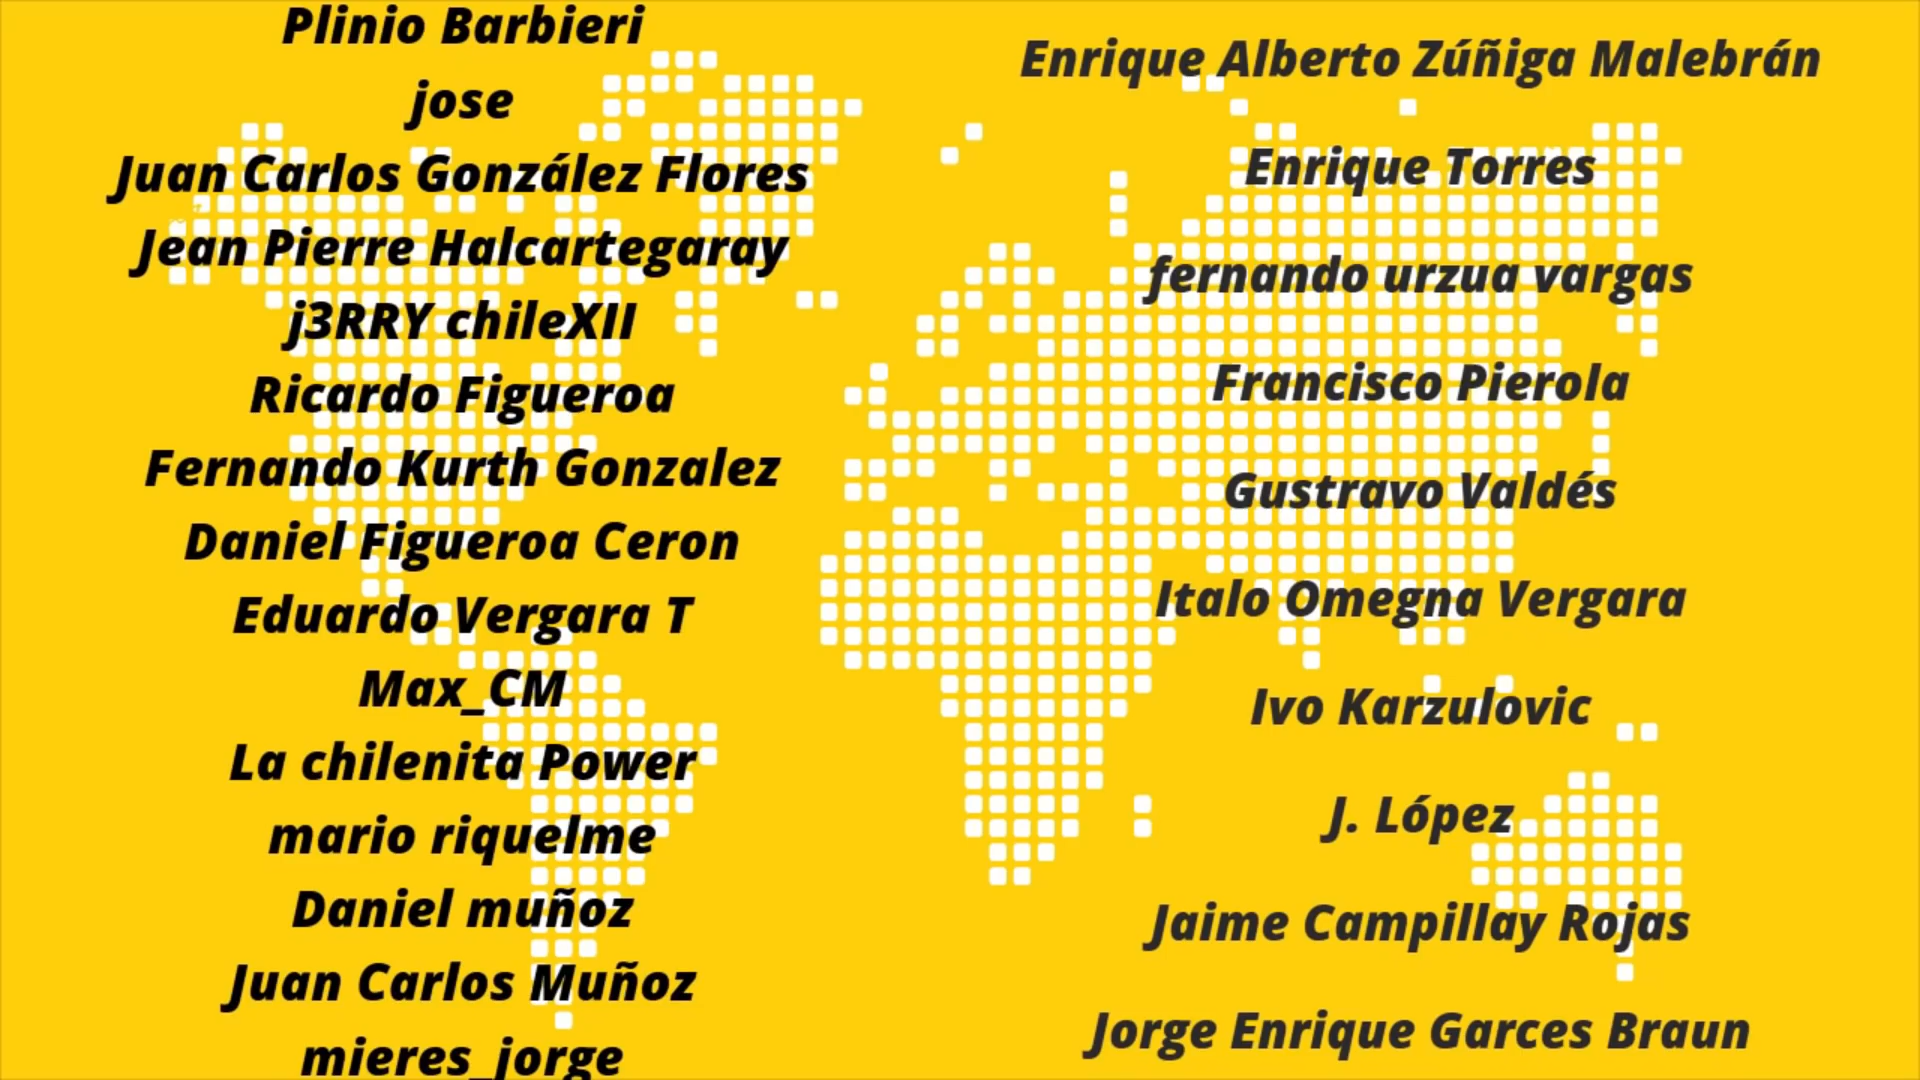 Plinio Barbieri
jose
Juan Carlos González Flores
Jean Pierre Halcartegaray
j3RRY chileXII
Ricardo Figueroa
Fernando Kurth Gonzalez
Daniel Figueroa Ceron
Eduardo Vergara T
Max_CM
La chilenita Power
mario riquelme
Daniel muñoz
Juan Carlos Muñoz
mieres_jorge
Enrique Alberto Zúñiga Malebrán
Enrique Torres
fernando urzua vargas
Francisco Pierola
Gustravo Valdés
Italo Omegna Vergara
Ivo Karzulovic
J. López
Jaime Campillay Rojas
Jorge Enrique Garces Braun